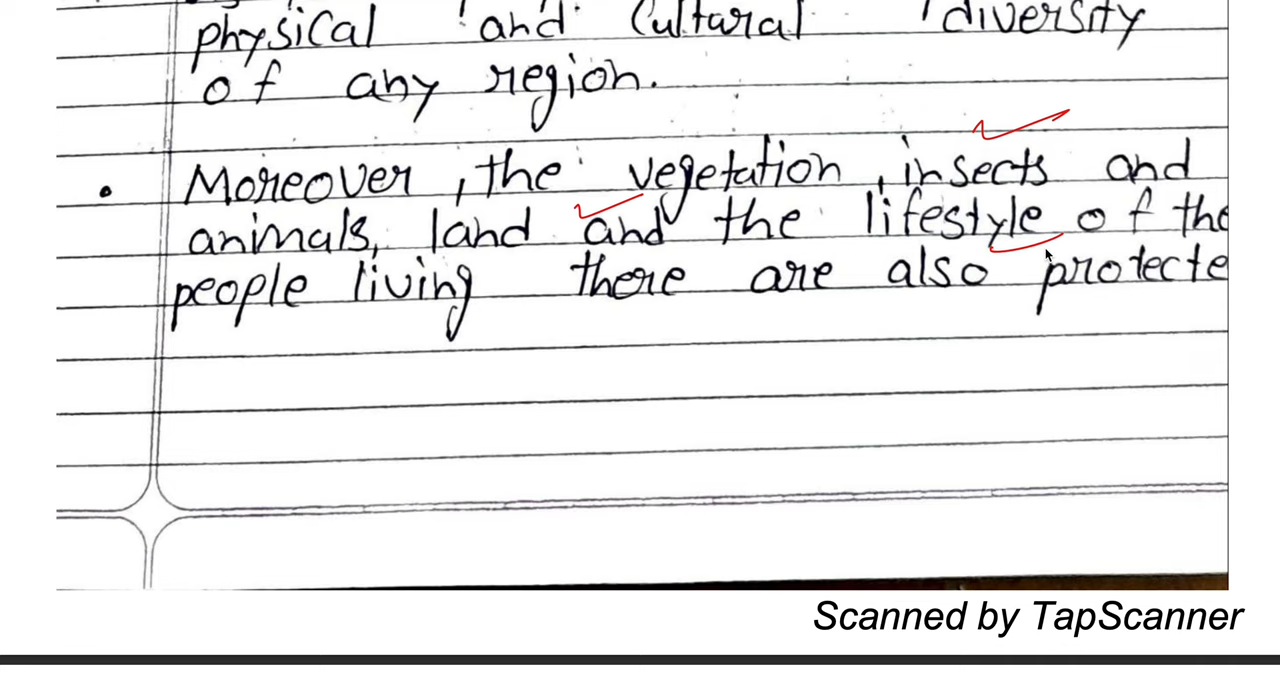 physical and Cultural diversity
of any region.
• Moreover, the vegetation, insects and
animals, land and the lifestyle of the
people living there are also protecte
Scanned by TapScanner